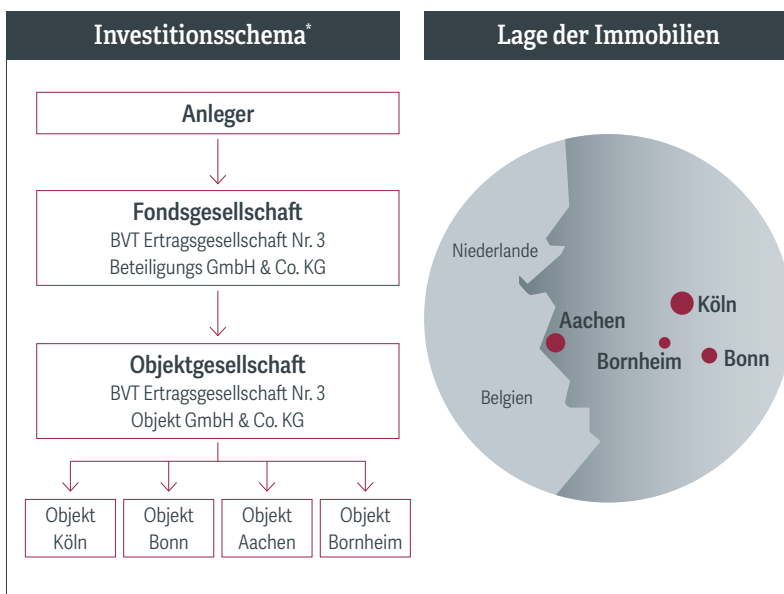 Investitionsschema*
Anleger
Fondsgesellschaft
BVT Ertragsgesellschaft Nr. 3
Beteiligungs GmbH & Co. KG
Objektgesellschaft
BVT Ertragsgesellschaft Nr. 3
Objekt GmbH & Co. KG
Objekt
Köln
Objekt
Bonn
Objekt
Aachen
Objekt
Bornheim
Lage der Immobilien
Niederlande
Köln
Aachen
Bornheim
Bonn
Belgien